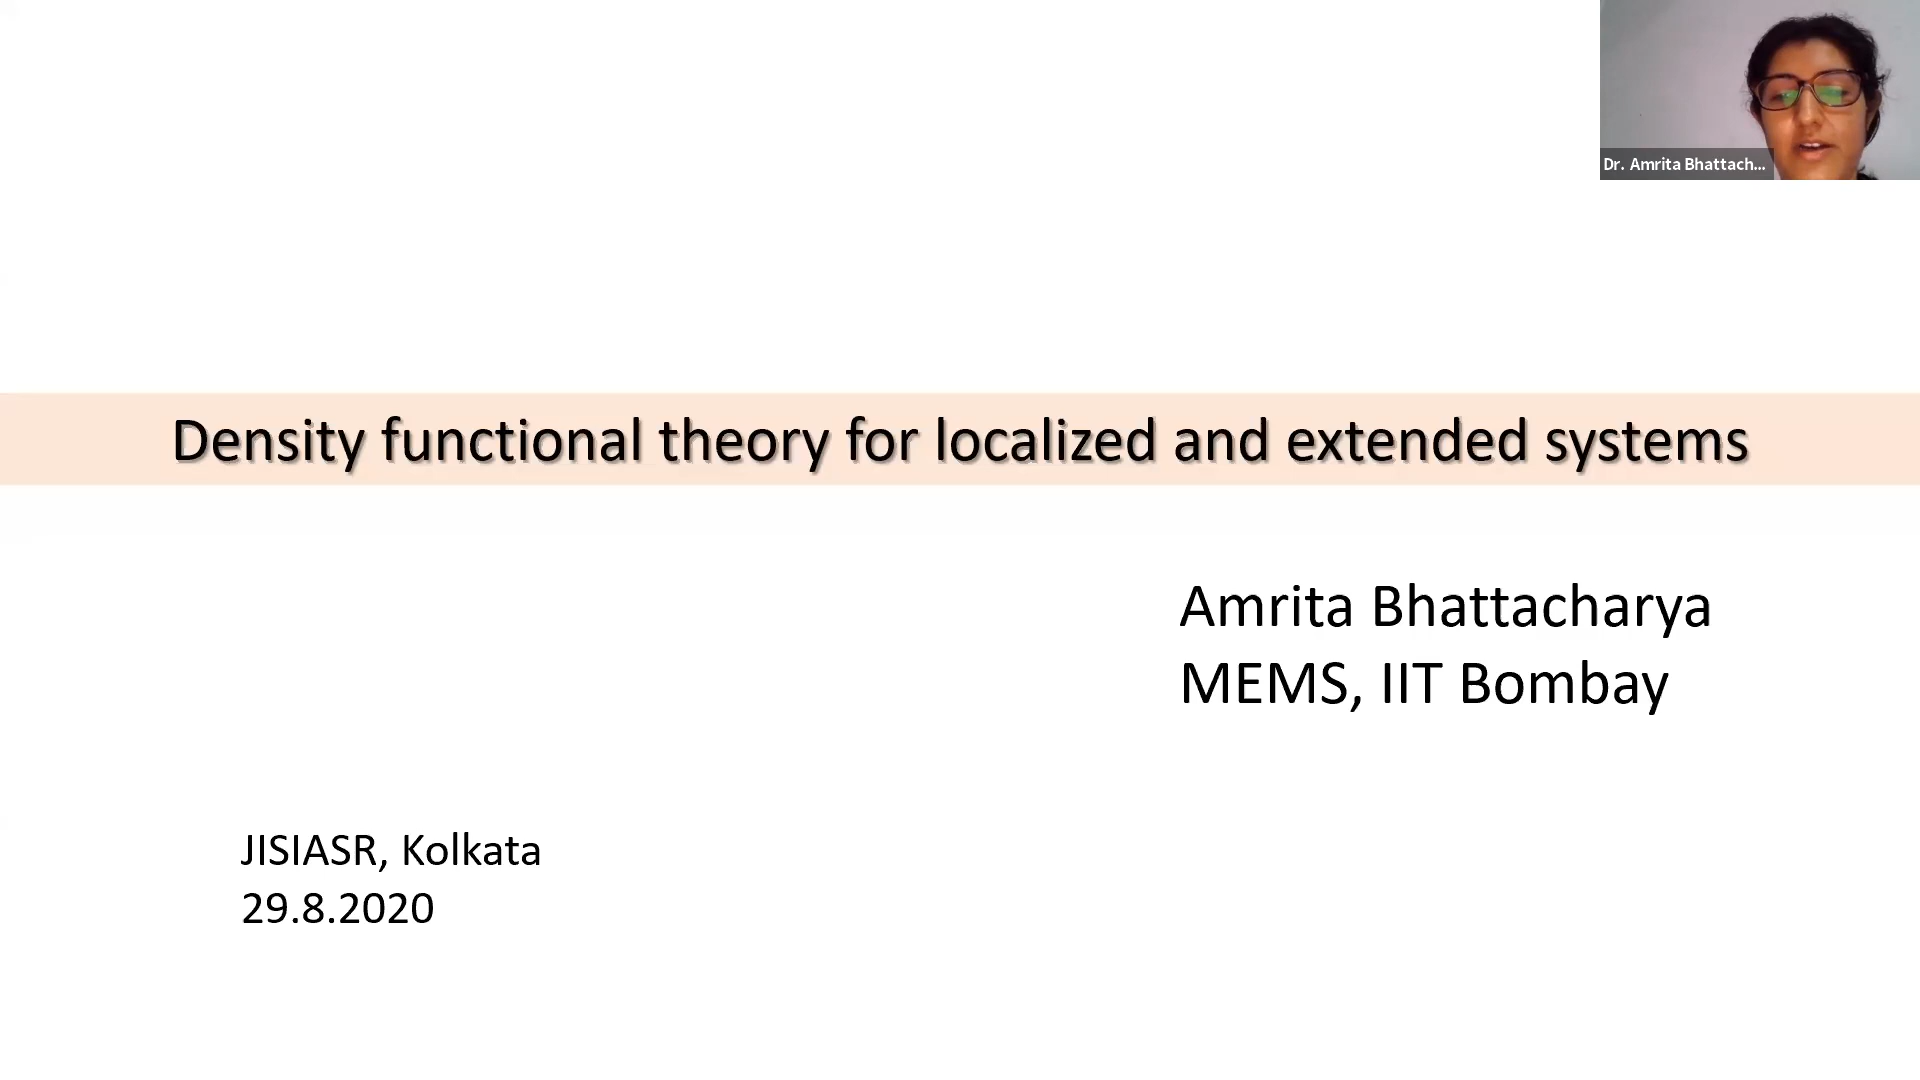 Dr. Amrita Bhattach...
Density functional theory for localized and extended systems
Amrita Bhattacharya
MEMS, IIT Bombay
JISIASR, Kolkata
29.8.2020